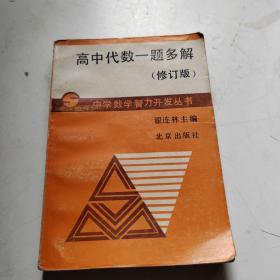 高中代数一题多解
(修订版)
中学数学智力开发丛书
翟连林主编
北京出版社